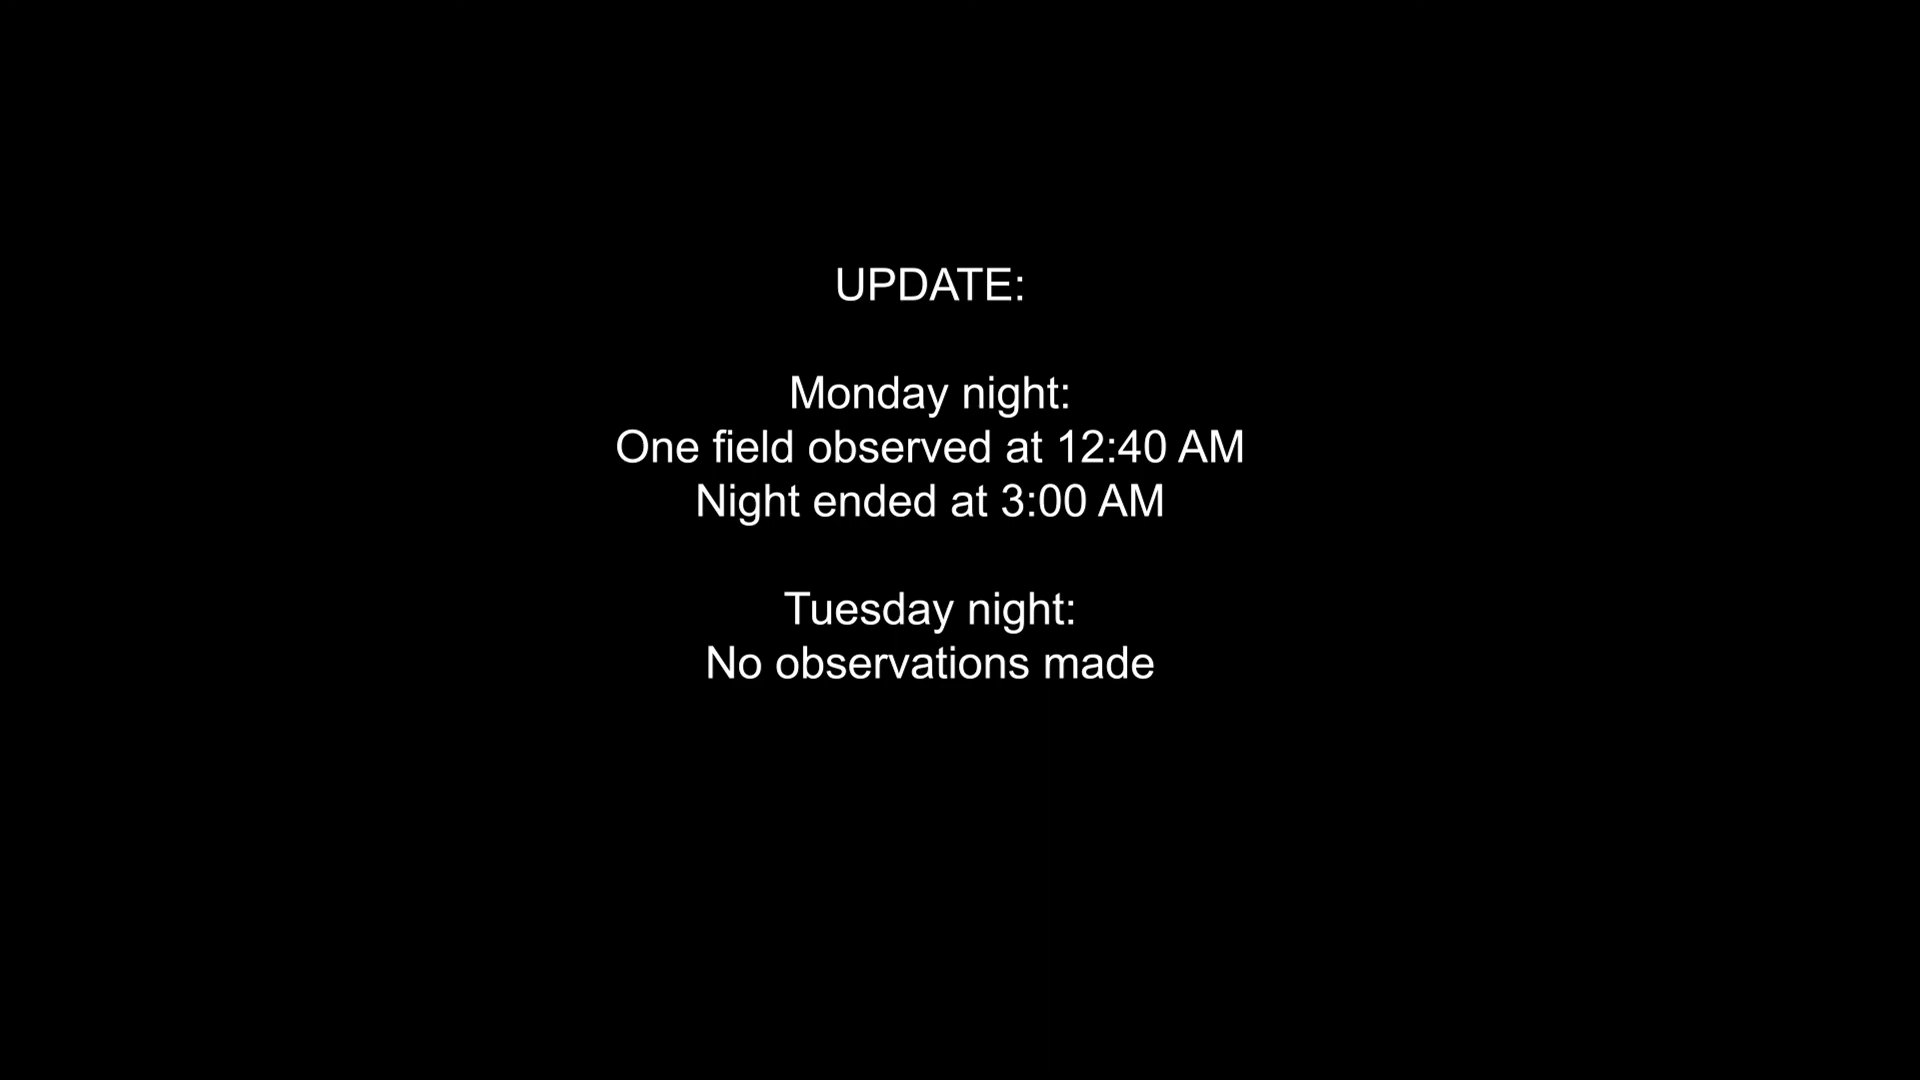 UPDATE:
Monday night:
One field observed at 12:40 AM
Night ended at 3:00 AM
Tuesday night:
No observations made